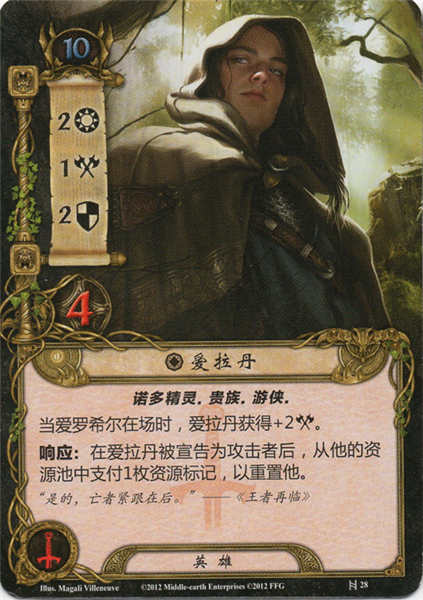 10
2
1
2
4
爱拉丹
诺多精灵. 贵族. 游侠.
当爱罗希尔在场时，爱拉丹获得+2。
响应：在爱拉丹被宣告为攻击者后，从他的资
源池中支付1枚资源标记，以重置他。
“是的，亡者紧跟在后。”——《王者再临》
英雄
Illus. Magali Villeneuve ©2012 Middle-earth Enterprises ©2012 FFG 28